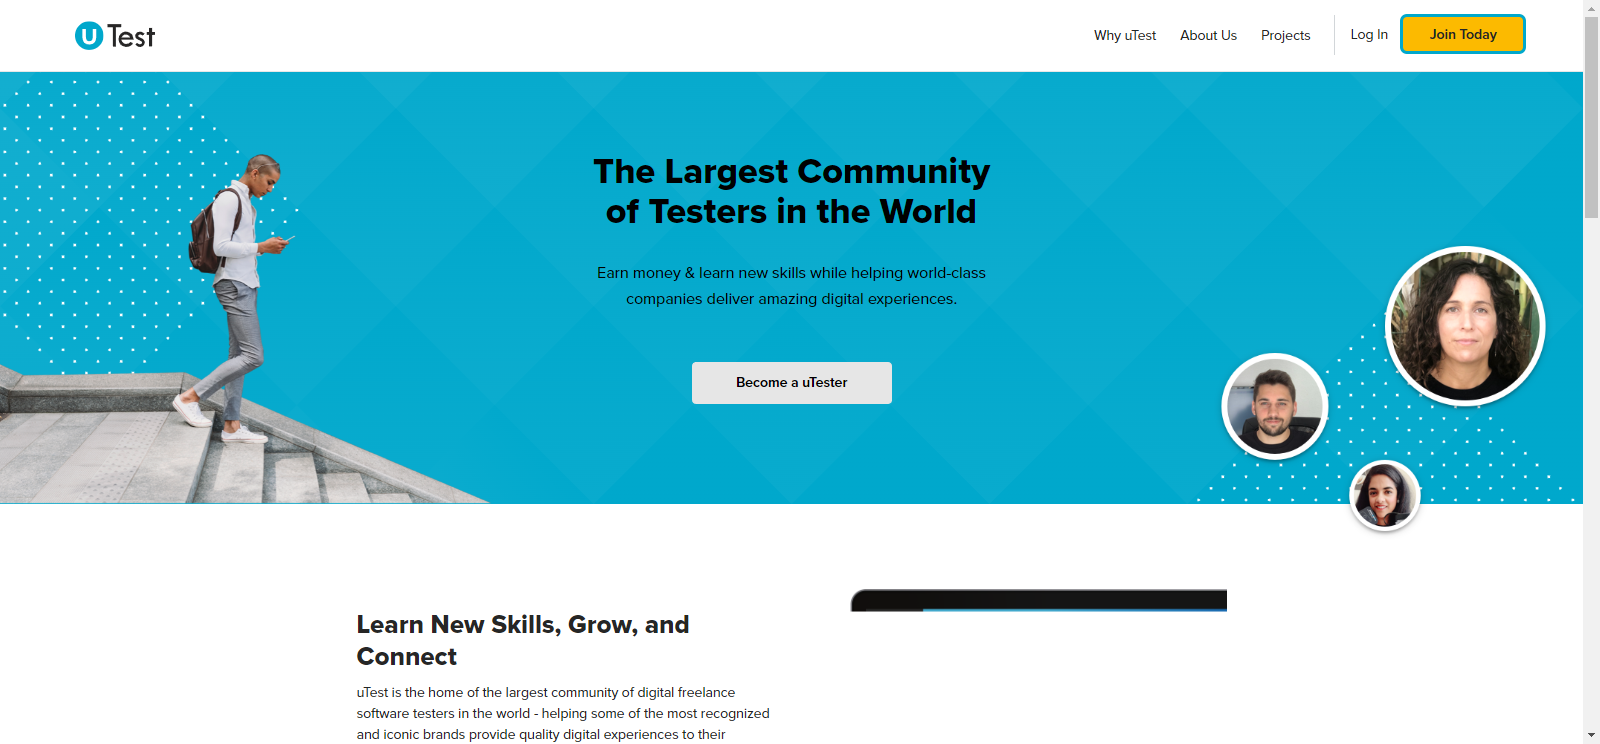 uTest
Why uTest
About Us
Projects
Log In
Join Today
The Largest Community
of Testers in the World
Earn money & learn new skills while helping world-class
companies deliver amazing digital experiences.
Become a uTester
Learn New Skills, Grow, and
Connect
uTest is the home of the largest community of digital freelance
software testers in the world - helping some of the most recognized
and iconic brands provide quality digital experiences to their